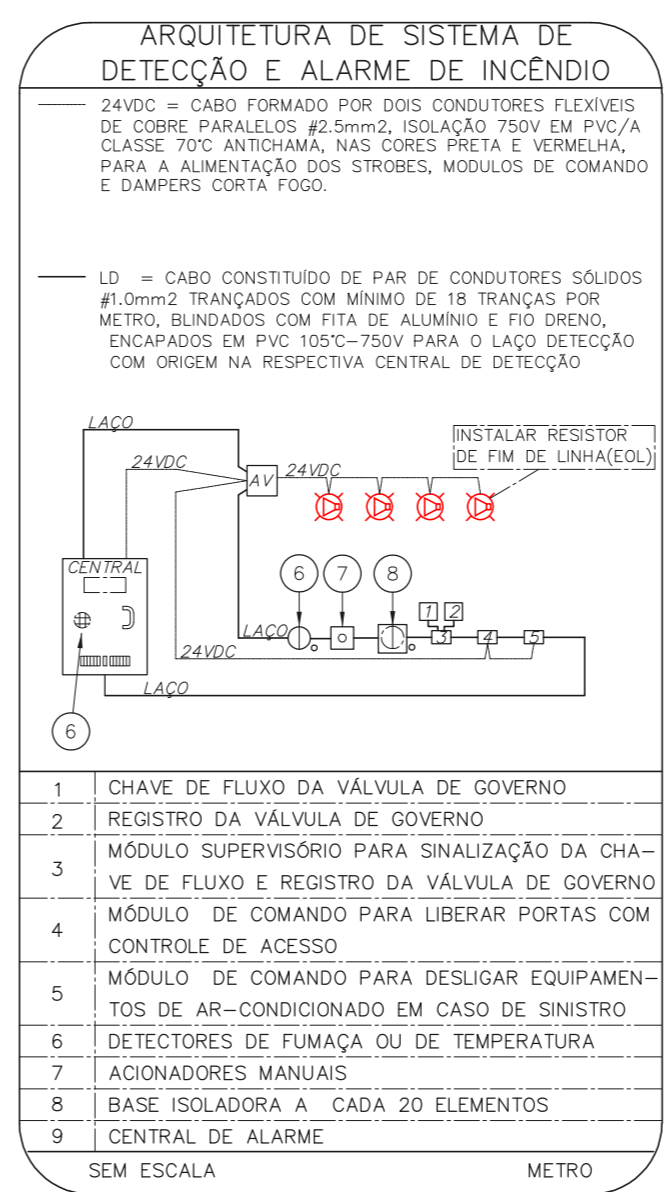 ARQUITETURA DE SISTEMA DE
DETECÇÃO E ALARME DE INCÊNDIO
24VDC = CABO FORMADO POR DOIS CONDUTORES FLEXÍVEIS
DE COBRE PARALELOS #2.5mm2, ISOLAÇÃO 750V EM PVC/A
CLASSE 70°C ANTICHAMA, NAS CORES PRETA E VERMELHA,
PARA A ALIMENTAÇÃO DOS STROBES, MODULOS DE COMANDO
E DAMPERS CORTA FOGO.
LD = CABO CONSTITUÍDO DE PAR DE CONDUTORES SÓLIDOS
#1.0mm2 TRANÇADOS COM MÍNIMO DE 18 TRANÇAS POR
METRO, BLINDADOS COM FITA DE ALUMÍNIO E FIO DRENO,
ENCAPADOS EM PVC 105°C-750V PARA O LAÇO DETECÇÃO
COM ORIGEM NA RESPECTIVA CENTRAL DE DETECÇÃO
LAÇO
INSTALAR RESISTOR
DE FIM DE LINHA(EOL)
24VDC
AV
24VDC
CENTRAL
6 7 8
1 2
LAÇO
3 4 5
24VDC
LAÇO
6
1 CHAVE DE FLUXO DA VÁLVULA DE GOVERNO
2 REGISTRO DA VÁLVULA DE GOVERNO
3 MÓDULO SUPERVISÓRIO PARA SINALIZAÇÃO DA CHA-
VE DE FLUXO E REGISTRO DA VÁLVULA DE GOVERNO
4 MÓDULO DE COMANDO PARA LIBERAR PORTAS COM
CONTROLE DE ACESSO
5 MÓDULO DE COMANDO PARA DESLIGAR EQUIPAMEN-
TOS DE AR-CONDICIONADO EM CASO DE SINISTRO
6 DETECTORES DE FUMAÇA OU DE TEMPERATURA
7 ACIONADORES MANUAIS
8 BASE ISOLADORA A CADA 20 ELEMENTOS
9 CENTRAL DE ALARME
SEM ESCALA METRO